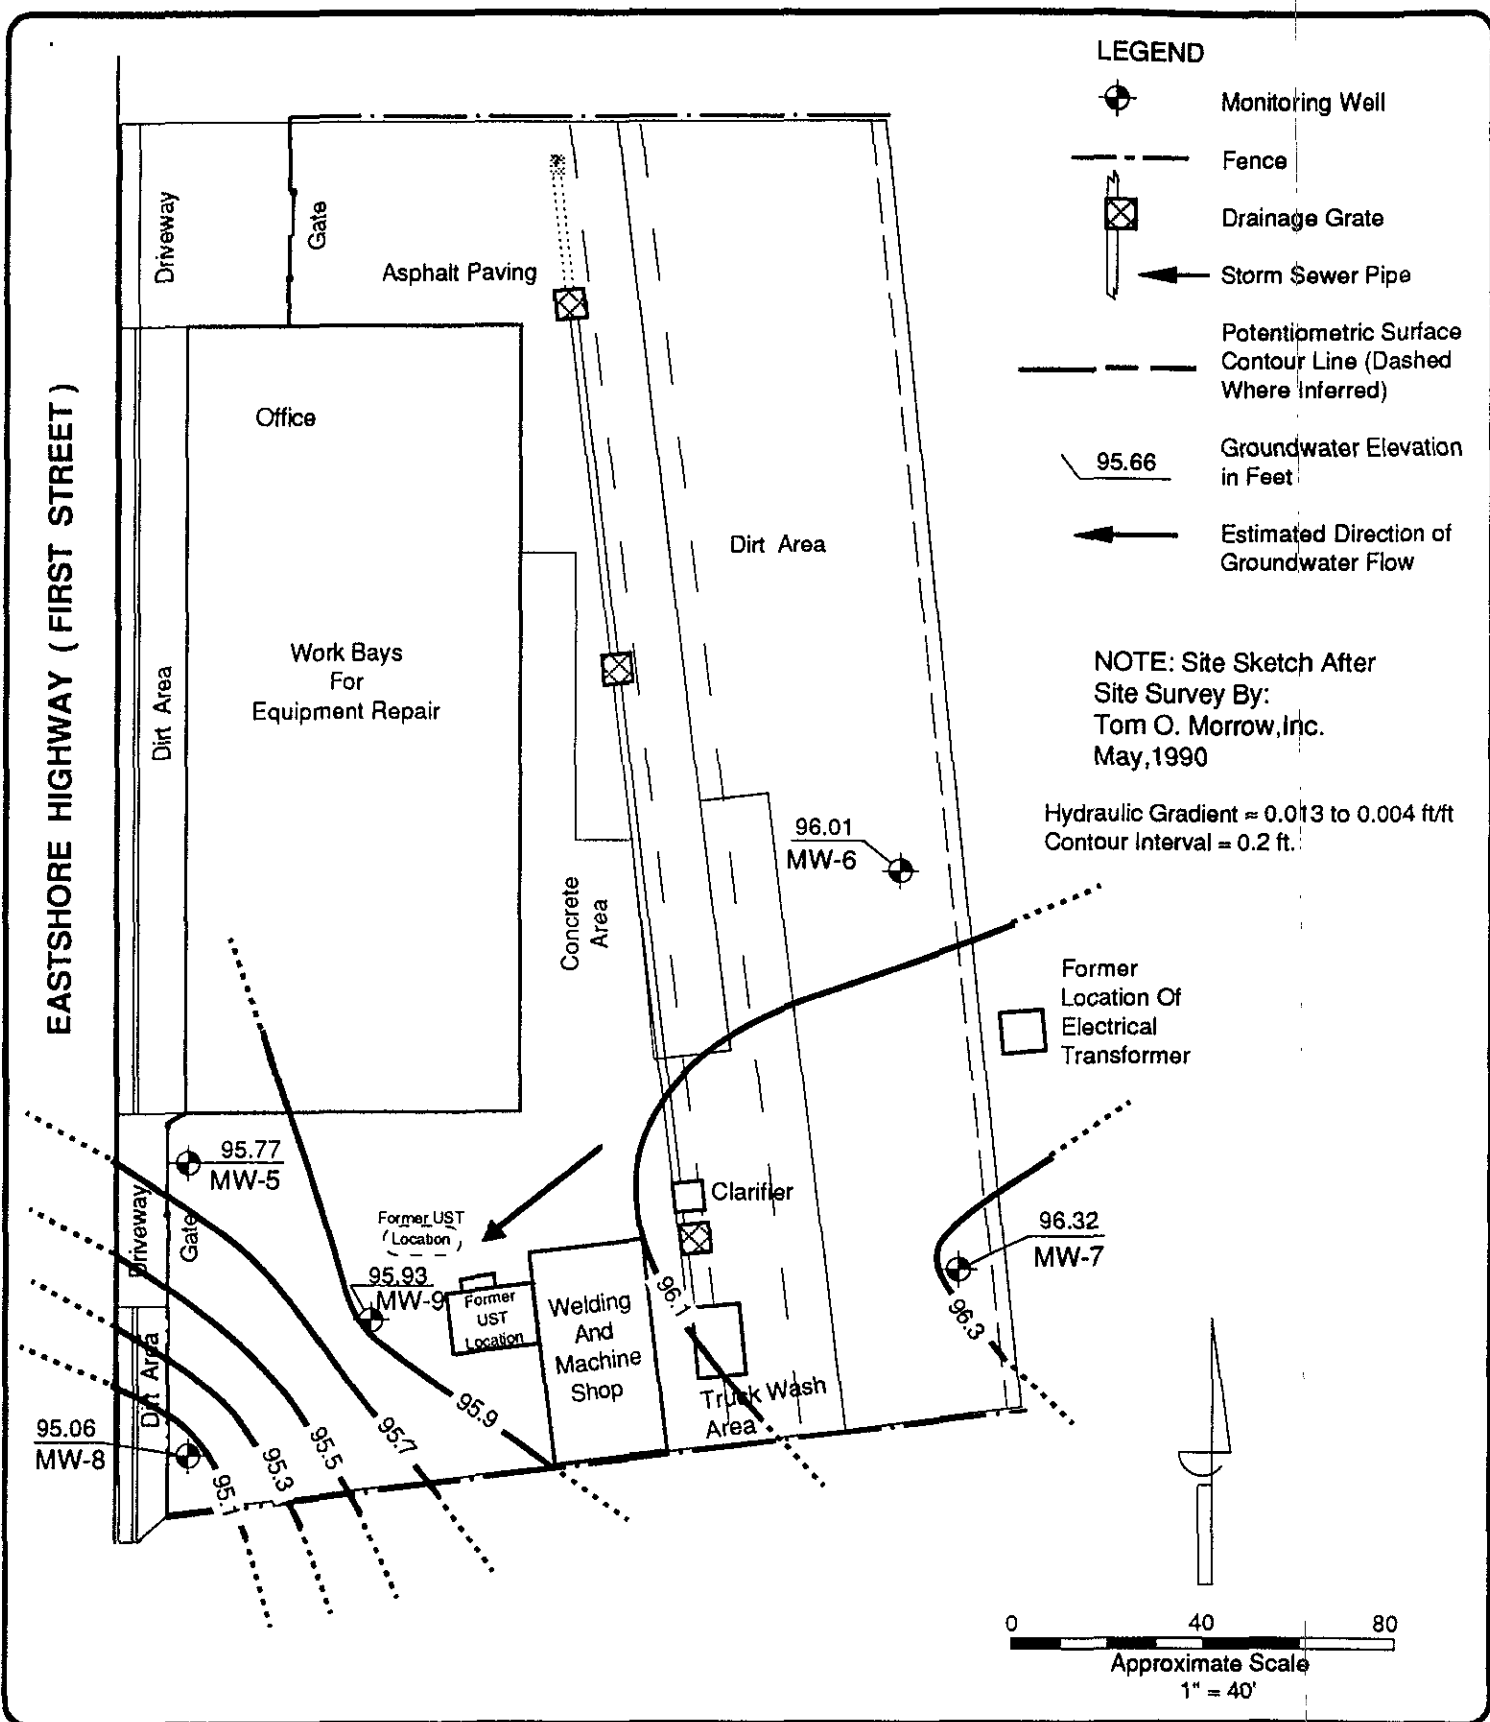 LEGEND
Monitoring Well
Fence
Drainage Grate
Storm Sewer Pipe
Potentiometric Surface
Contour Line (Dashed
Where Inferred)
95.66
Groundwater Elevation
in Feet
Estimated Direction of
Groundwater Flow
NOTE: Site Sketch After
Site Survey By:
Tom O. Morrow,Inc.
May,1990
Hydraulic Gradient ≈ 0.013 to 0.004 ft/ft
Contour Interval = 0.2 ft.
EASTSHORE HIGHWAY ( FIRST STREET )
Driveway
Gate
Asphalt Paving
Office
Dirt Area
Work Bays
For
Equipment Repair
Dirt Area
Concrete
Area
96.01
MW-6
Former
Location Of
Electrical
Transformer
95.77
MW-5
Driveway
Gate
Former UST
Location
Clarifier
96.32
MW-7
95.93
MW-9
Former
UST
Location
Welding
And
Machine
Shop
96.1
96.3
Truck Wash
Area
Dirt Area
95.06
MW-8
95.1
95.3
95.5
95.7
95.9
0 40 80
Approximate Scale
1" = 40'